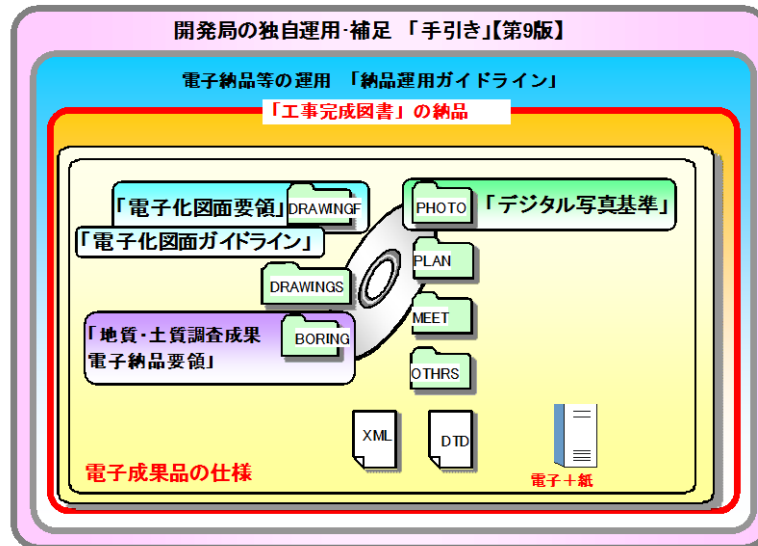 開発局の独自運用・補足 「手引き」【第9版】
電子納品等の運用 「納品運用ガイドライン」
「工事完成図書」の納品
「電子化図面要領」
DRAWINGF
「電子化図面ガイドライン」
DRAWINGS
「地質・土質調査成果
電子納品要領」
BORING
PHOTO
「デジタル写真基準」
PLAN
MEET
OTHRS
XML
DTD
電子成果品の仕様
電子＋紙